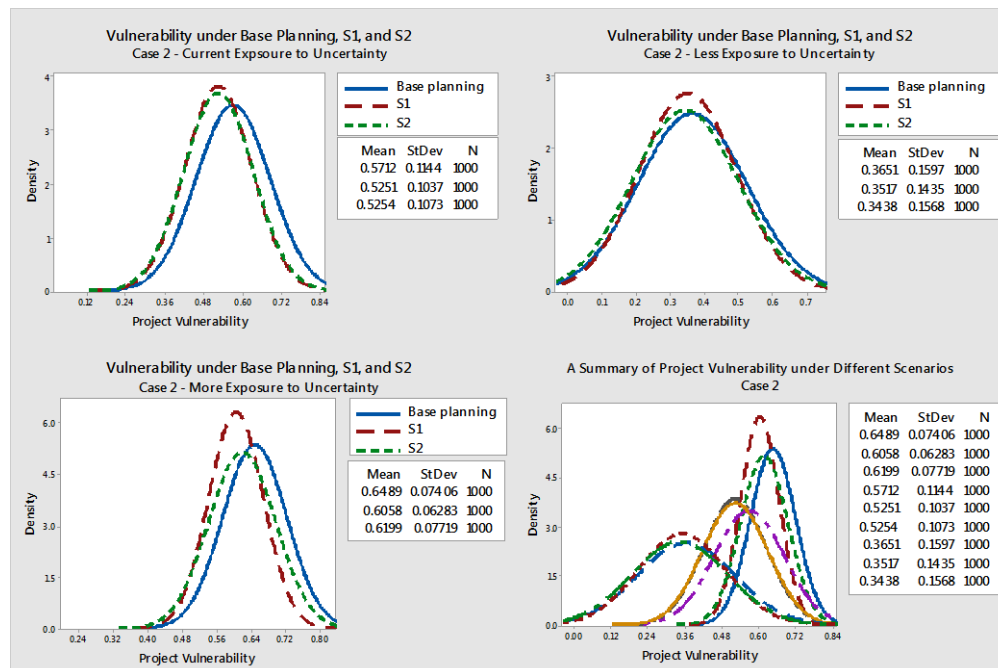 Vulnerability under Base Planning, S1, and S2
Case 2 - Current Expsoure to Uncertainty
4
3
2
1
0
Density
0.12 0.24 0.36 0.48 0.60 0.72 0.84
Project Vulnerability
Base planning
S1
S2
Mean StDev N
0.5712 0.1144 1000
0.5251 0.1037 1000
0.5254 0.1073 1000
Vulnerability under Base Planning, S1, and S2
Case 2 - Less Exposure to Uncertainty
3
2
1
0
Density
0.0 0.1 0.2 0.3 0.4 0.5 0.6 0.7
Project Vulnerability
Base planning
S1
S2
Mean StDev N
0.3651 0.1597 1000
0.3517 0.1435 1000
0.3438 0.1568 1000
Vulnerability under Base Planning, S1, and S2
Case 2 - More Exposure to Uncertainty
6.0
4.5
3.0
1.5
0.0
Density
0.24 0.32 0.40 0.48 0.56 0.64 0.72 0.80
Project Vulnerability
Base planning
S1
S2
Mean StDev N
0.6489 0.07406 1000
0.6058 0.06283 1000
0.6199 0.07719 1000
A Summary of Project Vulnerability under Different Scenarios
Case 2
6.0
4.5
3.0
1.5
0.0
Density
0.00 0.12 0.24 0.36 0.48 0.60 0.72 0.84
Project Vulnerability
Mean StDev N
0.6489 0.07406 1000
0.6058 0.06283 1000
0.6199 0.07719 1000
0.5712 0.1144 1000
0.5251 0.1037 1000
0.5254 0.1073 1000
0.3651 0.1597 1000
0.3517 0.1435 1000
0.3438 0.1568 1000